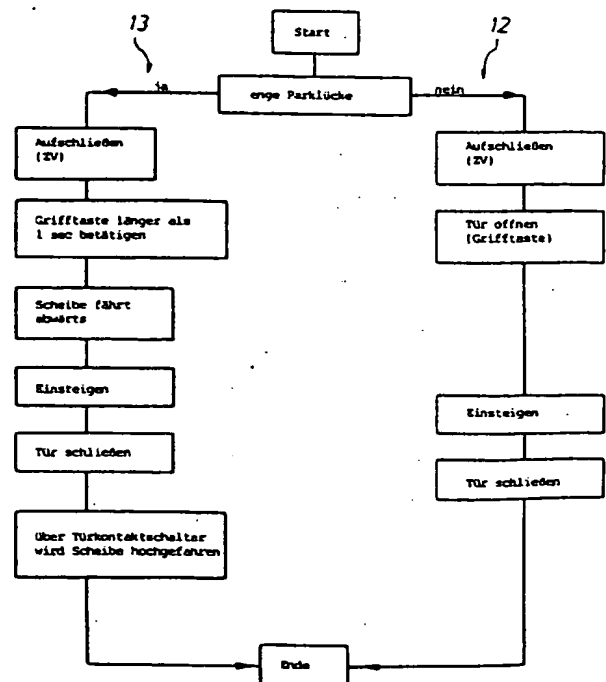 Start
13
12
ja
enge Parklücke
nein
Aufschließen
(ZV)
Grifftaste länger als
1 sec betätigen
Scheibe fährt
abwärts
Einsteigen
Tür schließen
über Türkontaktschalter
wird Scheibe hochgefahren
Aufschließen
(ZV)
Tür öffnen
(Grifftaste)
Einsteigen
Tür schließen
Ende